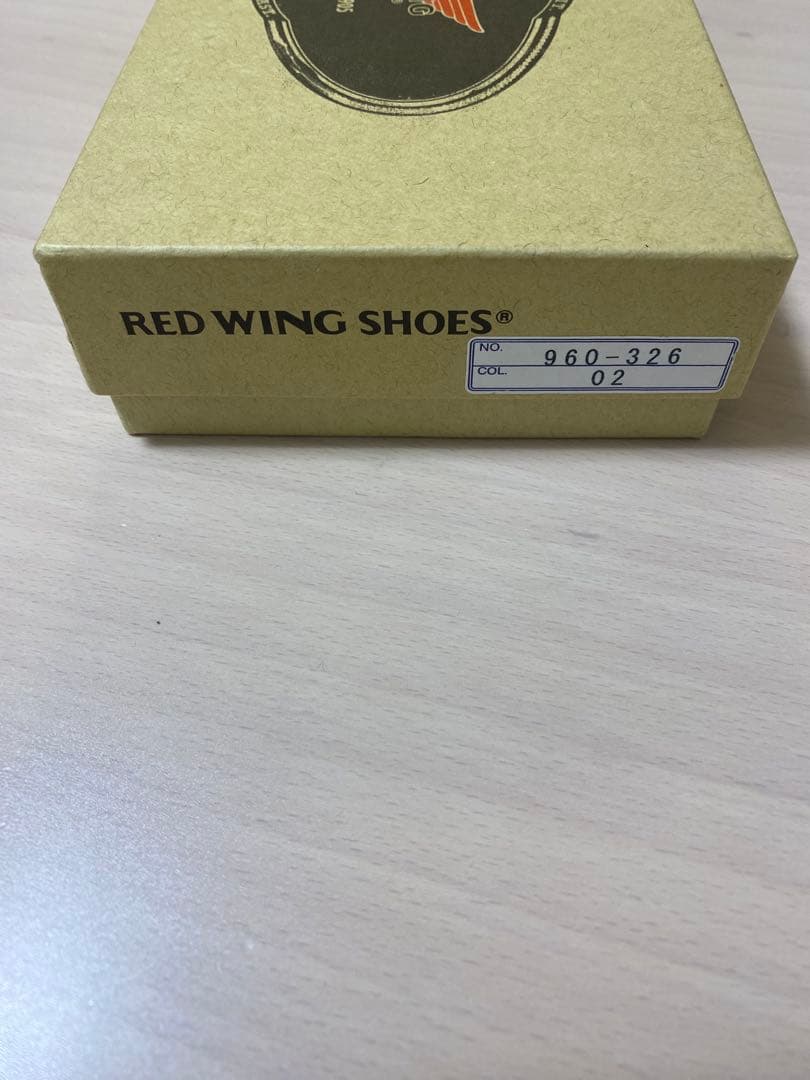 RED WING SHOES®
NO. 960-326
COL. 02